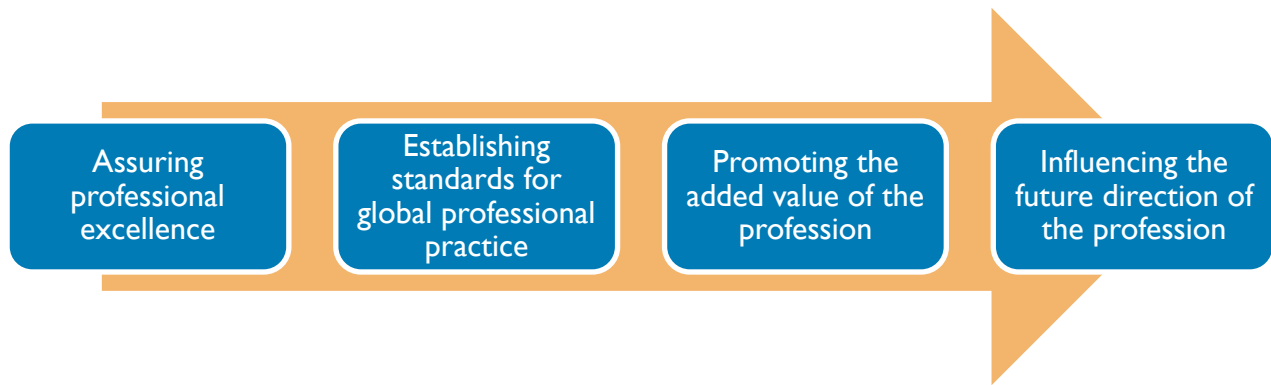 Assuring
professional
excellence
Establishing
standards for
global professional
practice
Promoting the
added value of the
profession
Influencing the
future direction of
the profession